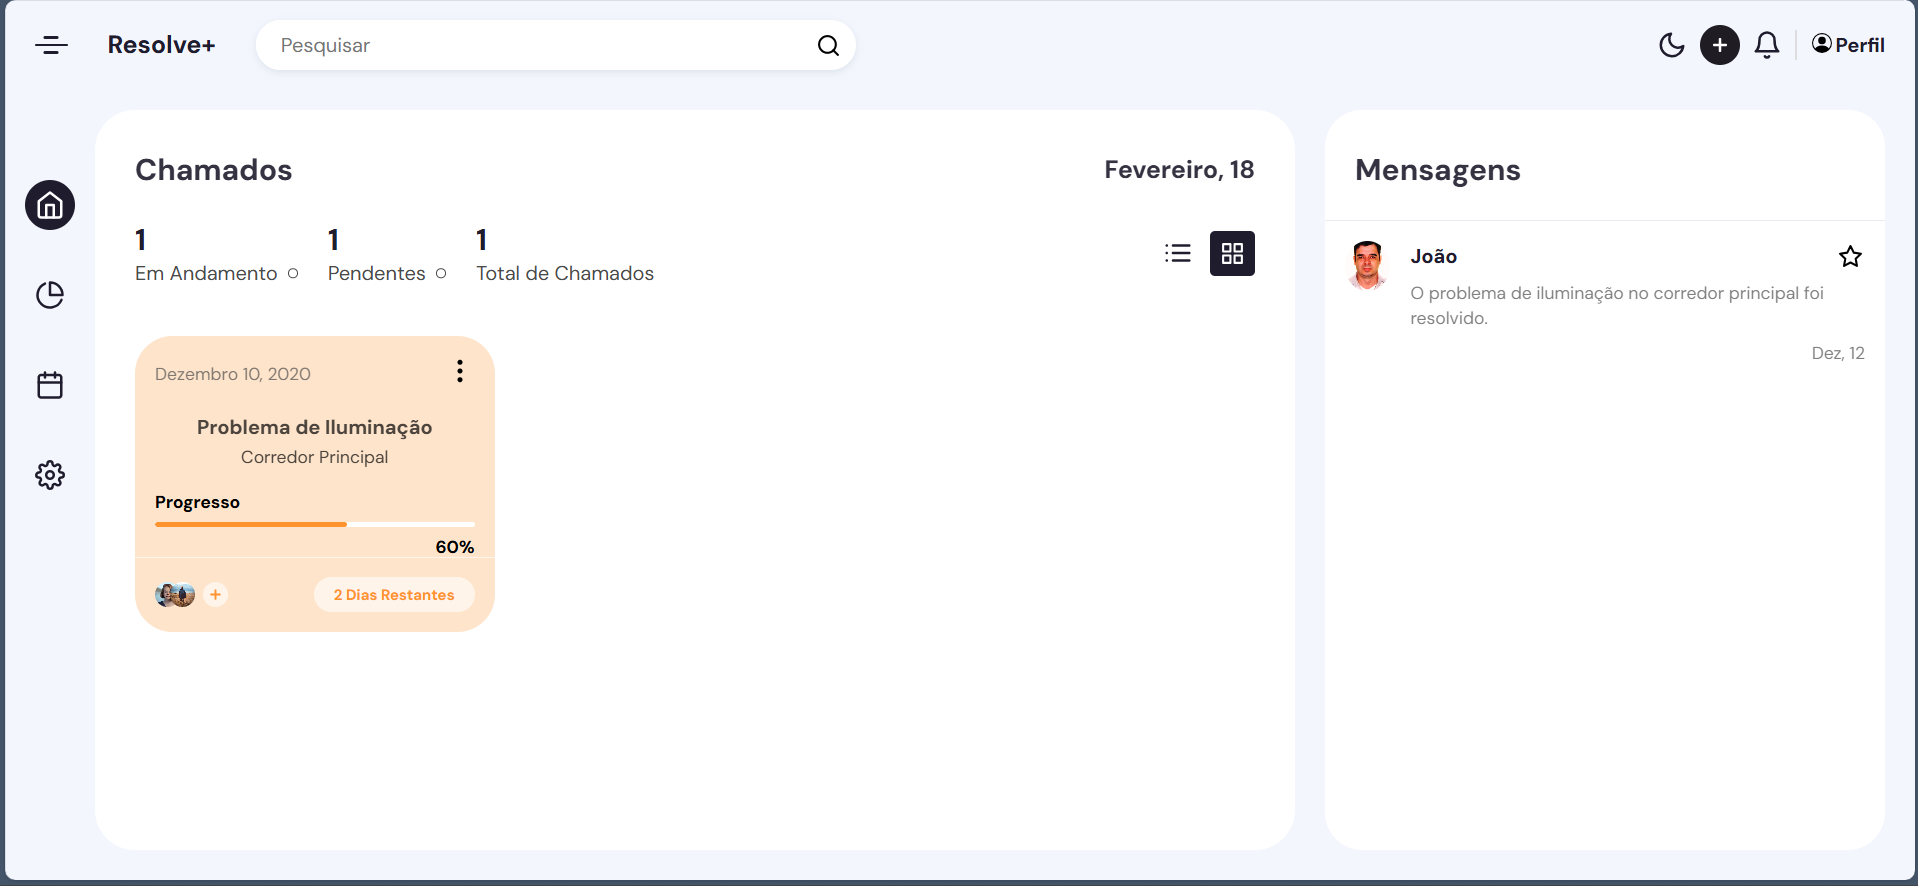 Resolve+
Pesquisar
Perfil
Chamados
Fevereiro, 18
1
Em Andamento
1
Pendentes
1
Total de Chamados
Dezembro 10, 2020
Problema de Iluminação
Corredor Principal
Progresso
60%
+
2 Dias Restantes
Mensagens
João
O problema de iluminação no corredor principal foi
resolvido.
Dez, 12